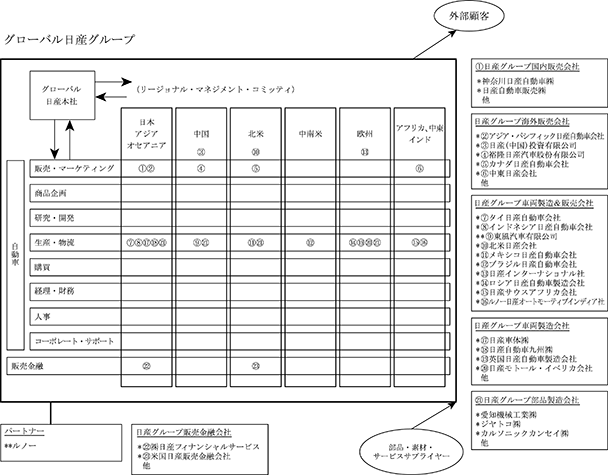 外部顧客
グローバル日産グループ
グローバル
日産本社
(リージョナル・マネジメント・コミッティ)
日本
アジア
オセアニア
中国
㉑
北米
⑩
中南米
欧州
⑬
アフリカ、中東
インド
自動車
販売・マーケティング
①②
④
⑤
⑥
商品企画
研究・開発
生産・物流
⑫
購買
経理・財務
人事
コーポレート・サポート
販売金融
㉒
㉓
①日産グループ国内販売会社
*神奈川日産自動車㈱
*日産自動車販売㈱
他
日産グループ海外販売会社
*②アジア・パシフィック日産自動車会社
*③日産(中国)投資有限公司
*④裕隆日産汽車股份有限公司
*⑤カナダ日産自動車会社
*⑥中東日産会社
他
日産グループ車両製造&販売会社
*⑦タイ日産自動車会社
*⑧インドネシア日産自動車会社
**⑨東風汽車有限公司
*⑩北米日産会社
*⑪メキシコ日産自動車会社
*⑫ブラジル日産自動車会社
*⑬日産インターナショナル社
*⑭ロシア日産自動車製造会社
*⑮日産サウスアフリカ会社
*⑯ルノー日産オートモーティブインディア社
日産グループ車両製造会社
*⑰日産車体㈱
*⑱日産自動車九州㈱
*⑲英国日産自動車製造会社
*⑳日産モトール・イベリカ会社
他
㉑日産グループ部品製造会社
*愛知機械工業㈱
*ジヤトコ㈱
*カルソニックカンセイ㈱
他
パートナー
**ルノー
日産グループ販売金融会社
*㉒㈱日産フィナンシャルサービス
*㉓米国日産販売金融会社
他
部品・素材・
サービスサプライヤー